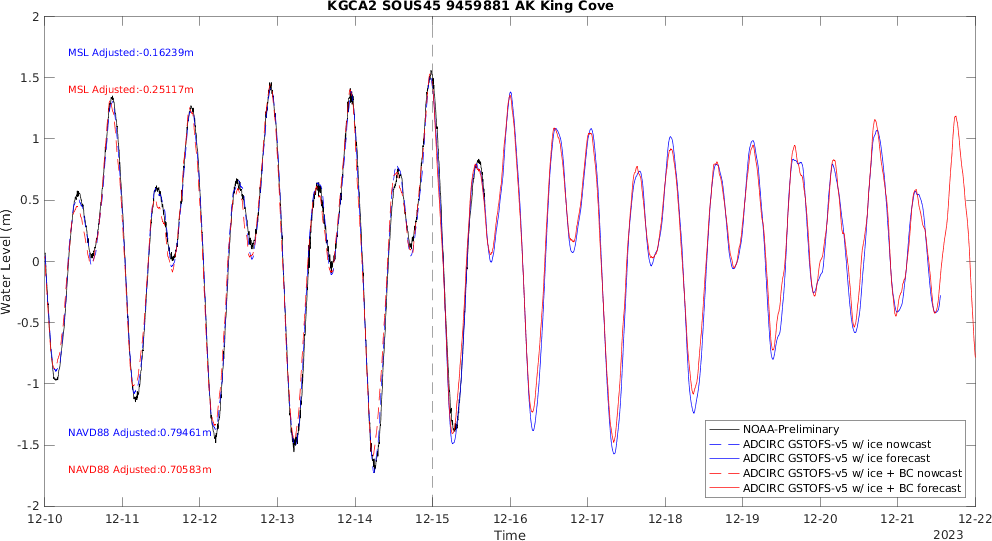 KGCA2 SOUS45 9459881 AK King Cove
2
1.5
1
0.5
0
-0.5
-1
-1.5
-2
Water Level (m)
MSL Adjusted:-0.16239m
MSL Adjusted:-0.25117m
NAVD88 Adjusted:0.79461m
NAVD88 Adjusted:0.70583m
NOAA-Preliminary
ADCIRC GSTOFS-v5 w/ ice nowcast
ADCIRC GSTOFS-v5 w/ ice forecast
ADCIRC GSTOFS-v5 w/ ice + BC nowcast
ADCIRC GSTOFS-v5 w/ ice + BC forecast
12-10 12-11 12-12 12-13 12-14 12-15 12-16 12-17 12-18 12-19 12-20 12-21 12-22
Time
2023